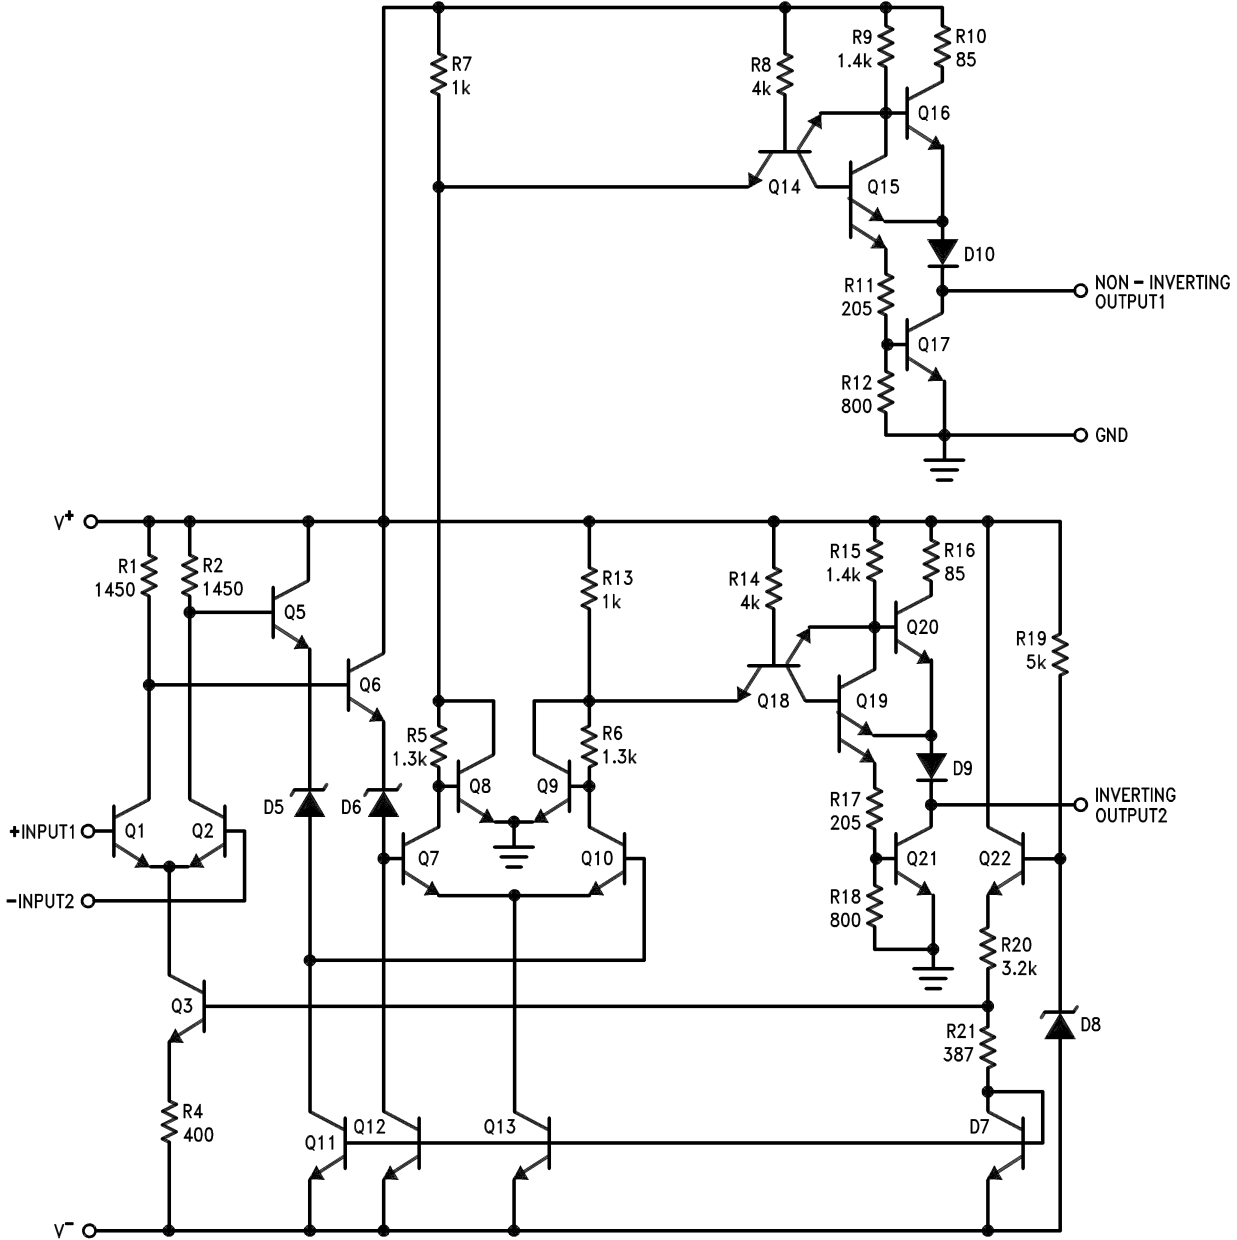 R7
1k
R8
4k
R9
1.4k
R10
85
Q16
Q14
Q15
D10
R11
205
NON – INVERTING
OUTPUT1
Q17
R12
800
GND
V+
R1
1450
R2
1450
Q5
R13
1k
R14
4k
R15
1.4k
R16
85
Q20
R19
5k
Q6
Q18
Q19
R5
1.3k
R6
1.3k
Q8
Q9
D9
D5
D6
R17
205
INVERTING
OUTPUT2
+INPUT1
Q1
Q2
Q7
Q10
Q21
Q22
−INPUT2
R18
800
R20
3.2k
Q3
D8
R21
387
R4
400
Q11
Q12
Q13
D7
V−